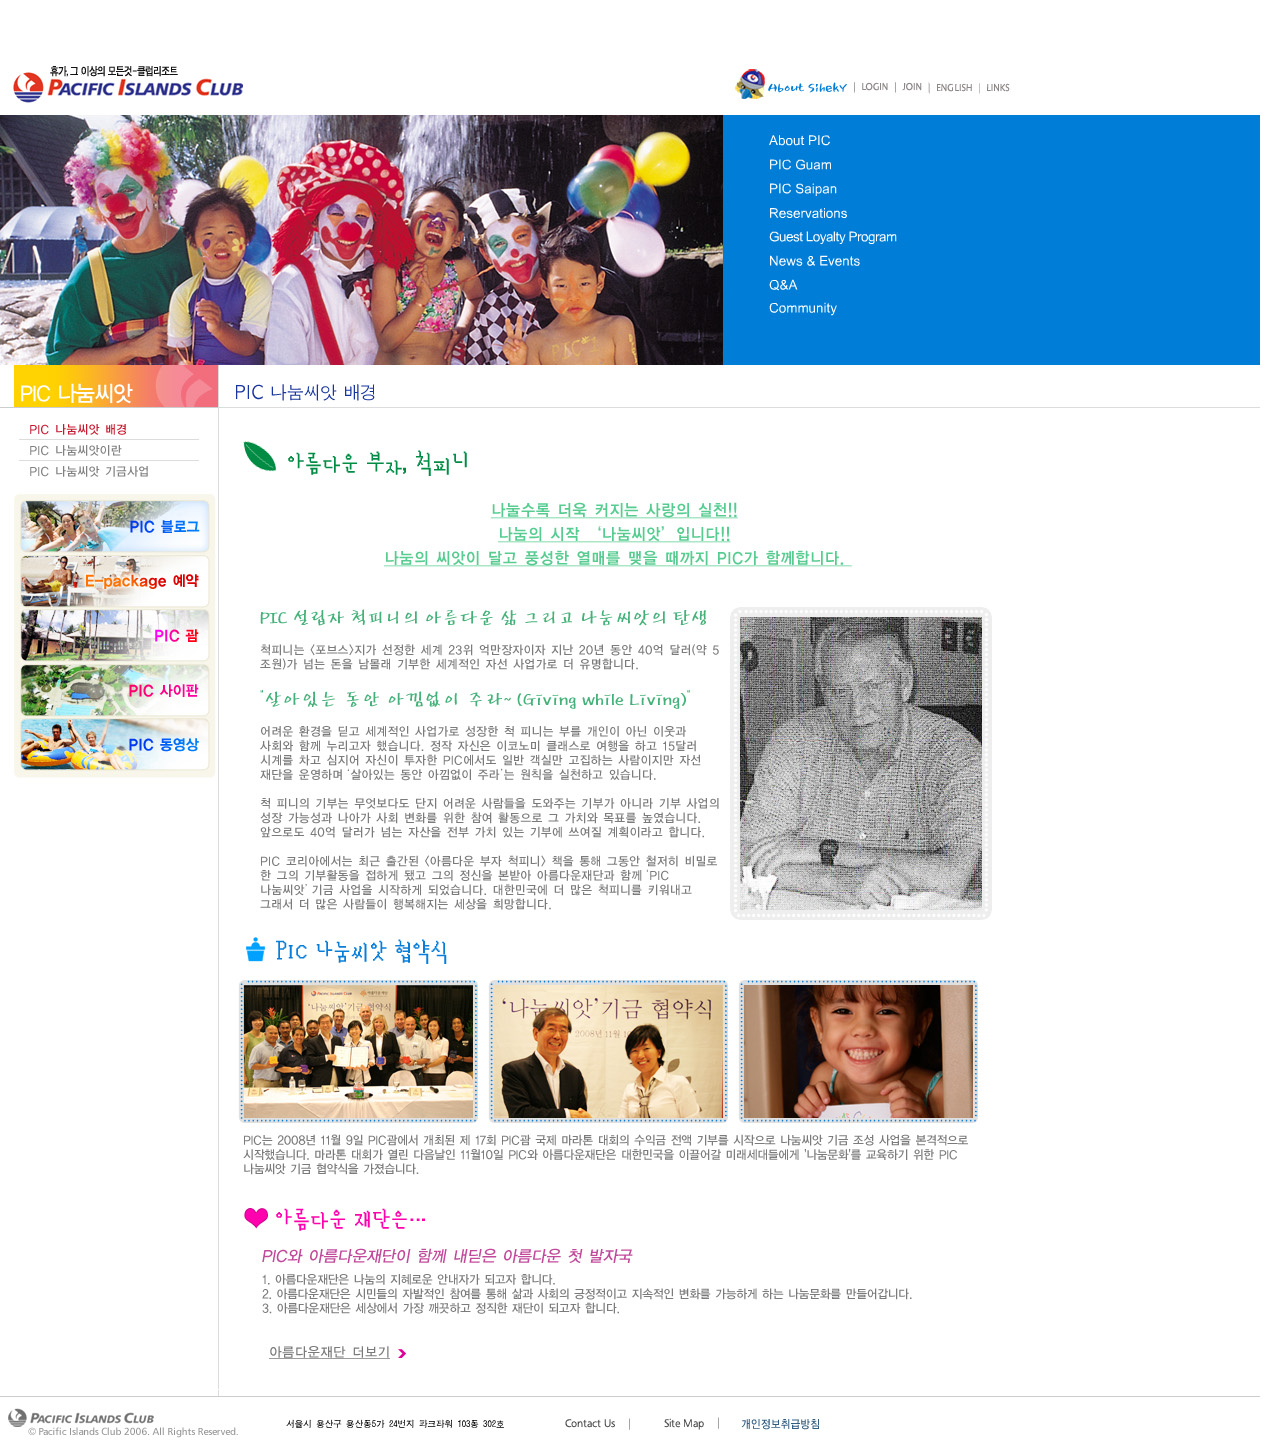 휴가, 그 이상의 모든것-클럽리조트
PACIFIC ISLANDS CLUB
About SihekY
LOGIN
JOIN
ENGLISH
LINKS
About PIC
PIC Guam
PIC Saipan
Reservations
Guest Loyalty Program
News & Events
Q&A
Community
PIC 나눔씨앗
PIC 나눔씨앗 배경
PIC 나눔씨앗 배경
PIC 나눔씨앗이란
PIC 나눔씨앗 기금사업
PIC 블로그
E-package 예약
PIC 괌
PIC 사이판
PIC 동영상
아름다운 부자, 척피니
나눌수록 더욱 커지는 사랑의 실천!!
나눔의 시작 ‘나눔씨앗’ 입니다!!
나눔의 씨앗이 달고 풍성한 열매를 맺을 때까지 PIC가 함께합니다.
PIC 설립자 척피니의 아름다운 삶 그리고 나눔씨앗의 탄생
척피니는 <포브스>지가 선정한 세계 23위 억만장자이자 지난 20년 동안 40억 달러(약 5
조원)가 넘는 돈을 남몰래 기부한 세계적인 자선 사업가로 더 유명합니다.
"살아있는 동안 아낌없이 주라~ (Giving while Living)"
어려운 환경을 딛고 세계적인 사업가로 성장한 척 피니는 부를 개인이 아닌 이웃과
사회와 함께 누리고자 했습니다. 정작 자신은 이코노미 클래스로 여행을 하고 15달러
시계를 차고 심지어 자신이 투자한 PIC에서도 일반 객실만 고집하는 사람이지만 자선
재단을 운영하며 '살아있는 동안 아낌없이 주라'는 원칙을 실천하고 있습니다.
척 피니의 기부는 무엇보다도 단지 어려운 사람들을 도와주는 기부가 아니라 기부 사업의
성장 가능성과 나아가 사회 변화를 위한 참여 활동으로 그 가치와 목표를 높였습니다.
앞으로도 40억 달러가 넘는 자산을 전부 가치 있는 기부에 쓰여질 계획이라고 합니다.
PIC 코리아에서는 최근 출간된 <아름다운 부자 척피니> 책을 통해 그동안 철저히 비밀로
한 그의 기부활동을 접하게 됐고 그의 정신을 본받아 아름다운재단과 함께 'PIC
나눔씨앗' 기금 사업을 시작하게 되었습니다. 대한민국에 더 많은 척피니를 키워내고
그래서 더 많은 사람들이 행복해지는 세상을 희망합니다.
PIC 나눔씨앗 협약식
PACIFIC ISLANDS CLUB
‘나눔씨앗’기금 협약식
‘나눔씨앗’기금 협약식
2008년 11월
PIC는 2008년 11월 9일 PIC괌에서 개최된 제 17회 PIC괌 국제 마라톤 대회의 수익금 전액 기부를 시작으로 나눔씨앗 기금 조성 사업을 본격적으로
시작했습니다. 마라톤 대회가 열린 다음날인 11월10일 PIC와 아름다운재단은 대한민국을 이끌어갈 미래세대들에게 '나눔문화'를 교육하기 위한 PIC
나눔씨앗 기금 협약식을 가졌습니다.
아름다운 재단은...
PIC와 아름다운재단이 함께 내딛은 아름다운 첫 발자국
1. 아름다운재단은 나눔의 지혜로운 안내자가 되고자 합니다.
2. 아름다운재단은 시민들의 자발적인 참여를 통해 삶과 사회의 긍정적이고 지속적인 변화를 가능하게 하는 나눔문화를 만들어갑니다.
3. 아름다운재단은 세상에서 가장 깨끗하고 정직한 재단이 되고자 합니다.
아름다운재단 더보기
PACIFIC ISLANDS CLUB
© Pacific Islands Club 2006. All Rights Reserved.
서울시 용산구 용산동5가 24번지 파크타워 103동 302호
Contact Us
Site Map
개인정보취급방침